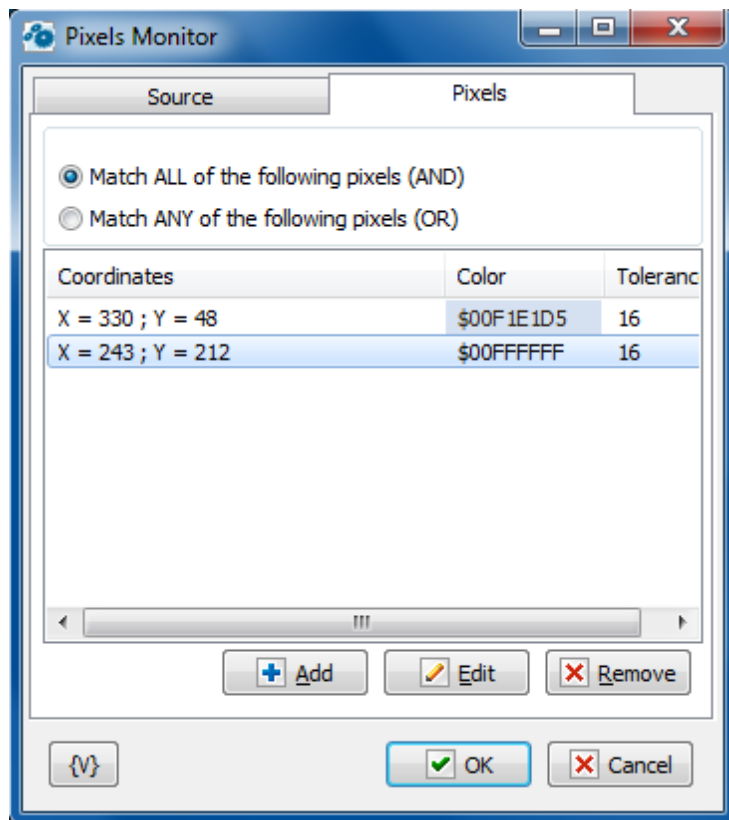 Pixels Monitor
Source Pixels
Match ALL of the following pixels (AND)
Match ANY of the following pixels (OR)
Coordinates Color Toleranc
X = 330 ; Y = 48 $00F1E1D5 16
X = 243 ; Y = 212 $00FFFFFF 16
Add Edit Remove
{V} OK Cancel